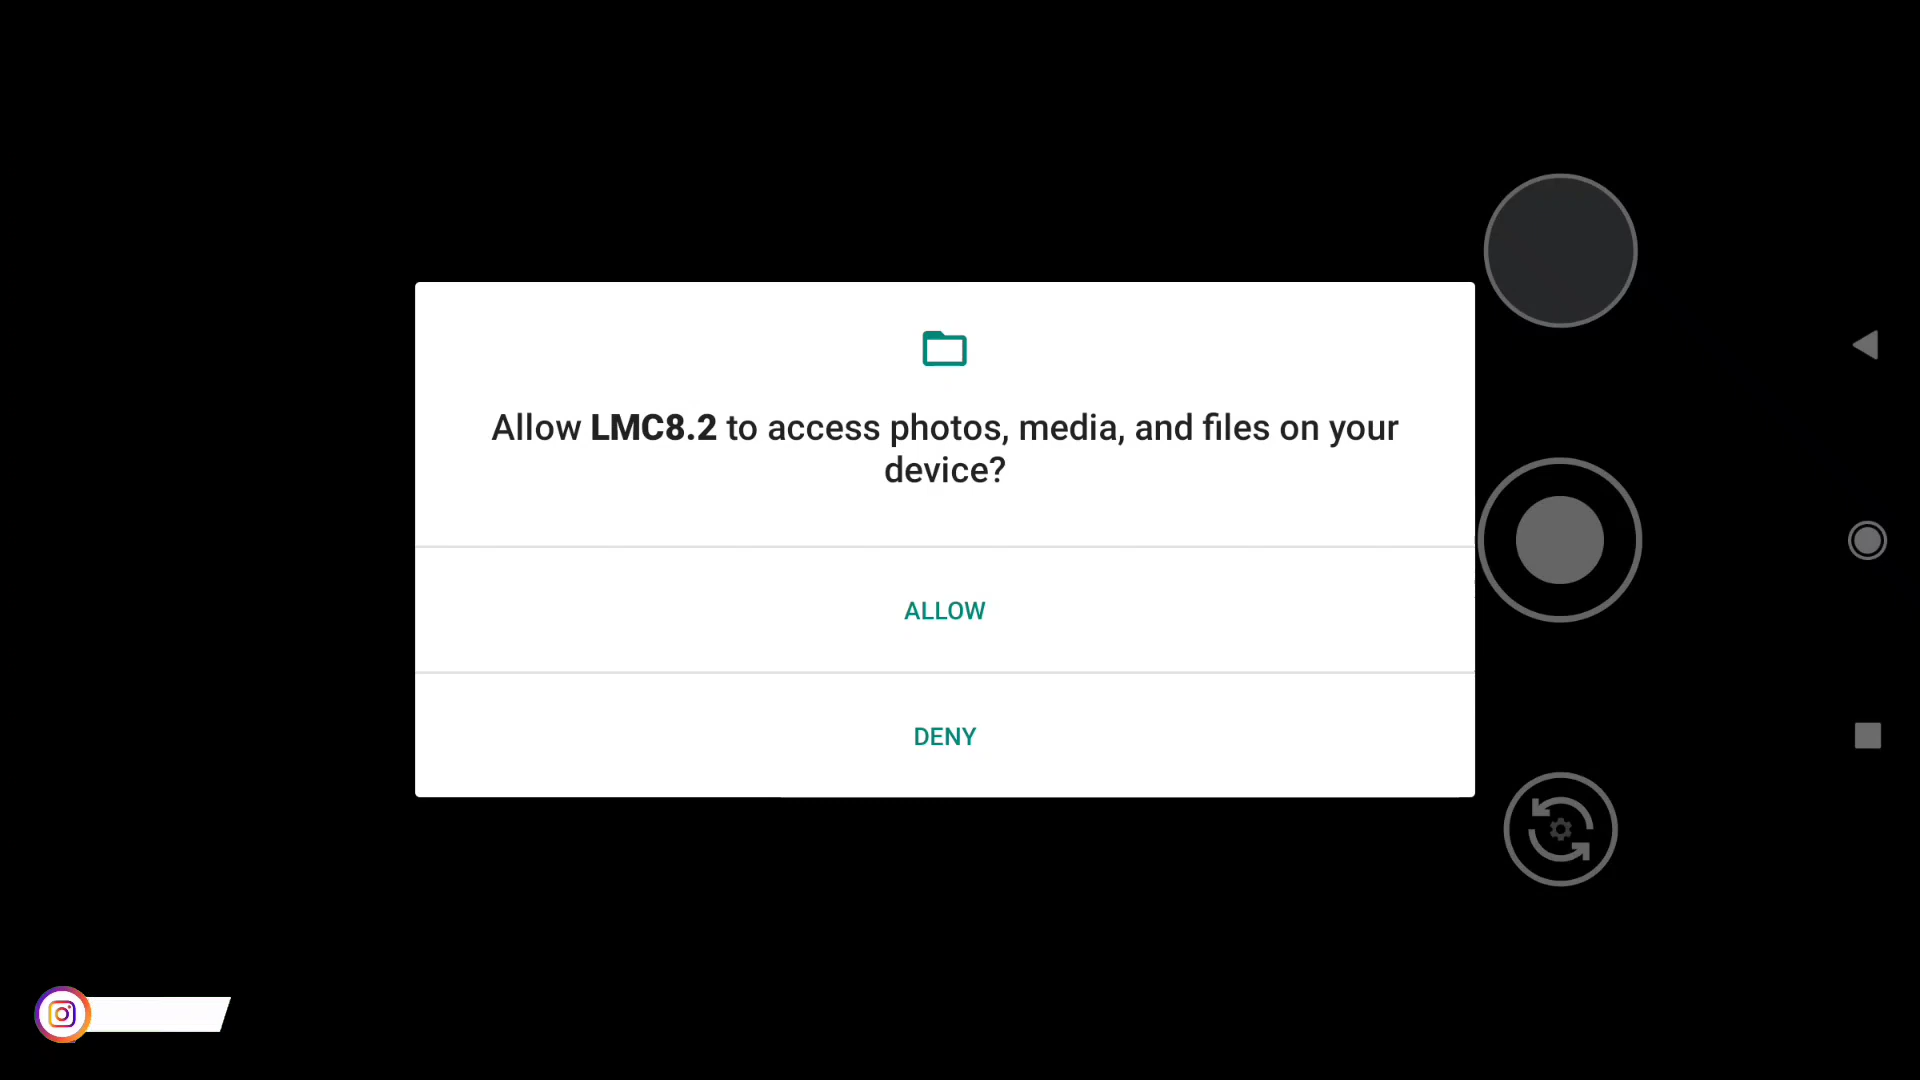 Allow LMC8.2 to access photos, media, and files on your
device?
ALLOW
DENY